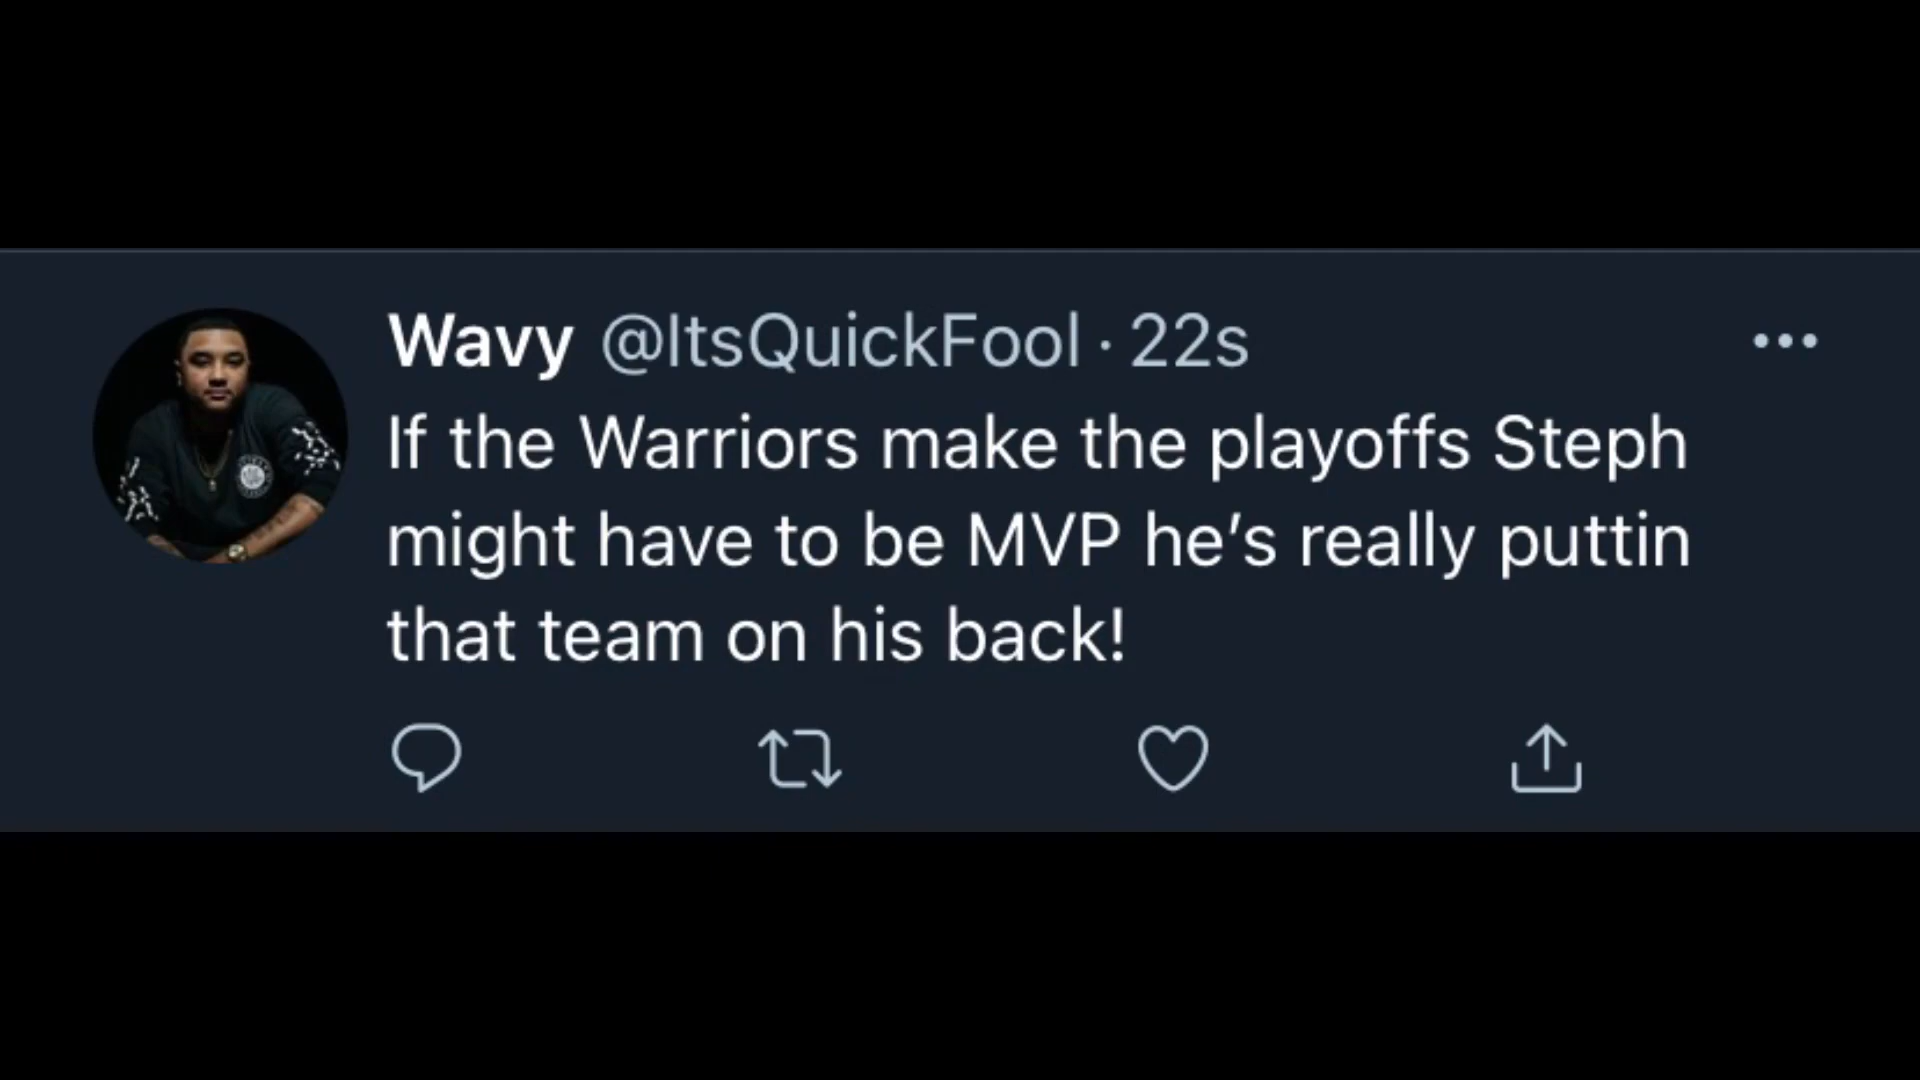 Wavy @ItsQuickFool · 22s
If the Warriors make the playoffs Steph
might have to be MVP he’s really puttin
that team on his back!